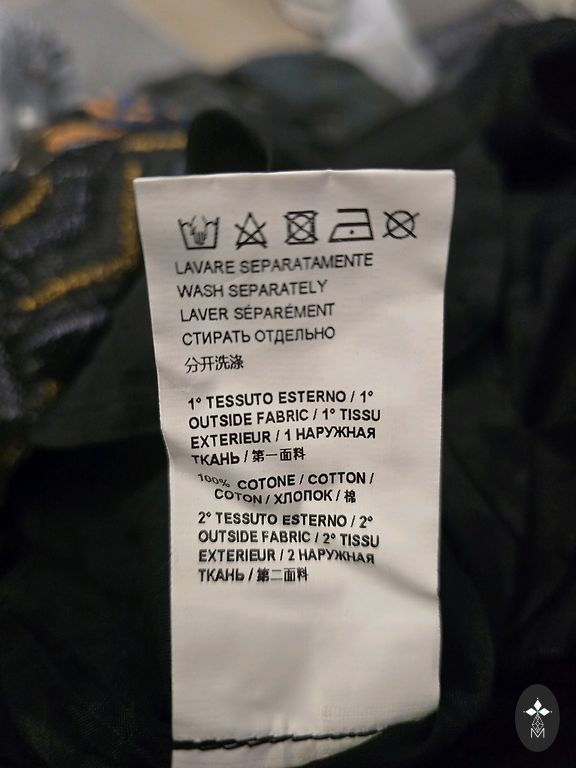 LAVARE SEPARATAMENTE
WASH SEPARATELY
LAVER SÉPARÉMENT
СТИРАТЬ ОТДЕЛЬНО
分开洗涤
1° TESSUTO ESTERNO / 1°
OUTSIDE FABRIC / 1° TISSU
EXTERIEUR / 1 НАРУЖНАЯ
ТКАНЬ / 第一面料
100% COTONE / COTTON /
COTON / ХЛОПОК / 棉
2° TESSUTO ESTERNO / 2°
OUTSIDE FABRIC / 2° TISSU
EXTERIEUR / 2 НАРУЖНАЯ
ТКАНЬ / 第二面料
M